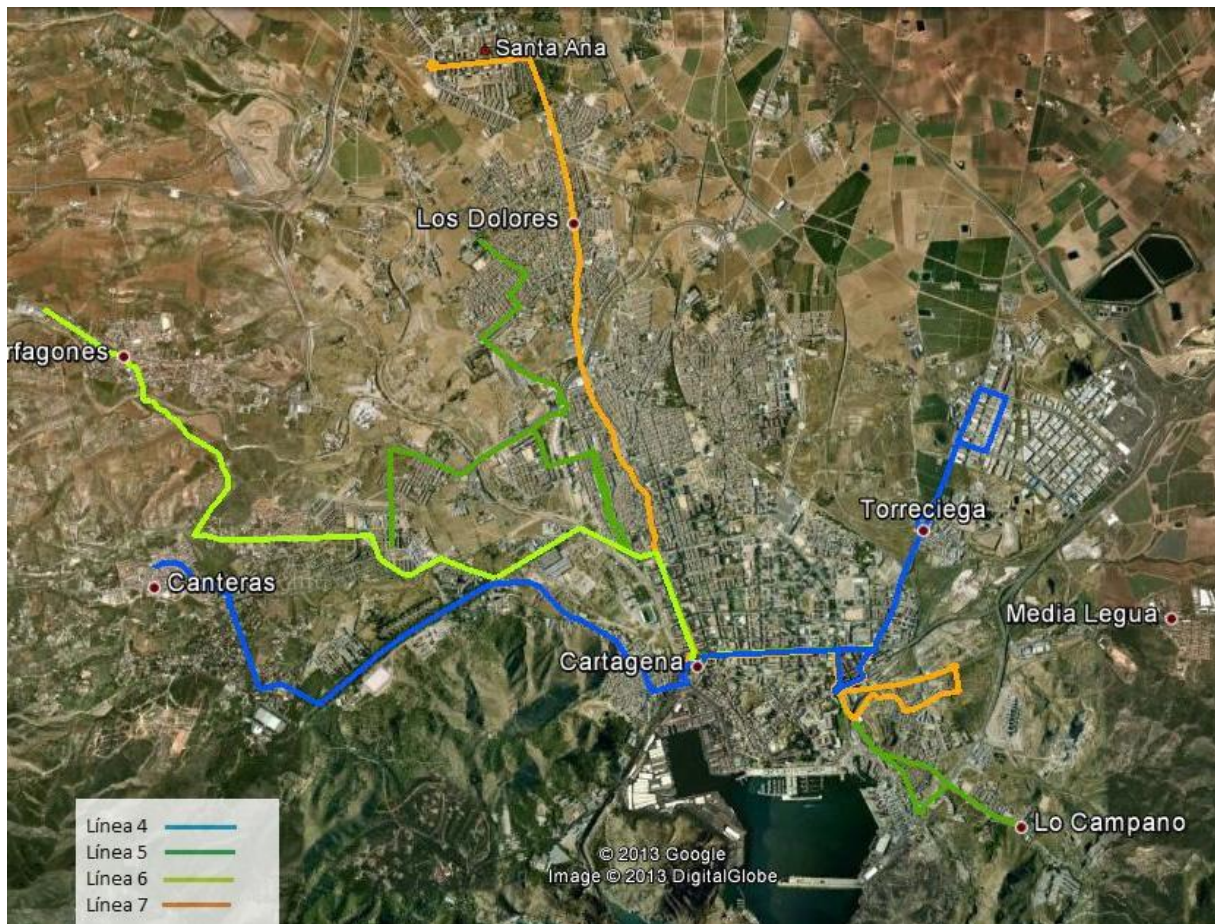 Santa Ana
Los Dolores
rfagones
Canteras
Torreciega
Media Legua
Cartagena
Lo Campano
Línea 4
Línea 5
Línea 6
Línea 7
© 2013 Google
Image © 2013 DigitalGlobe